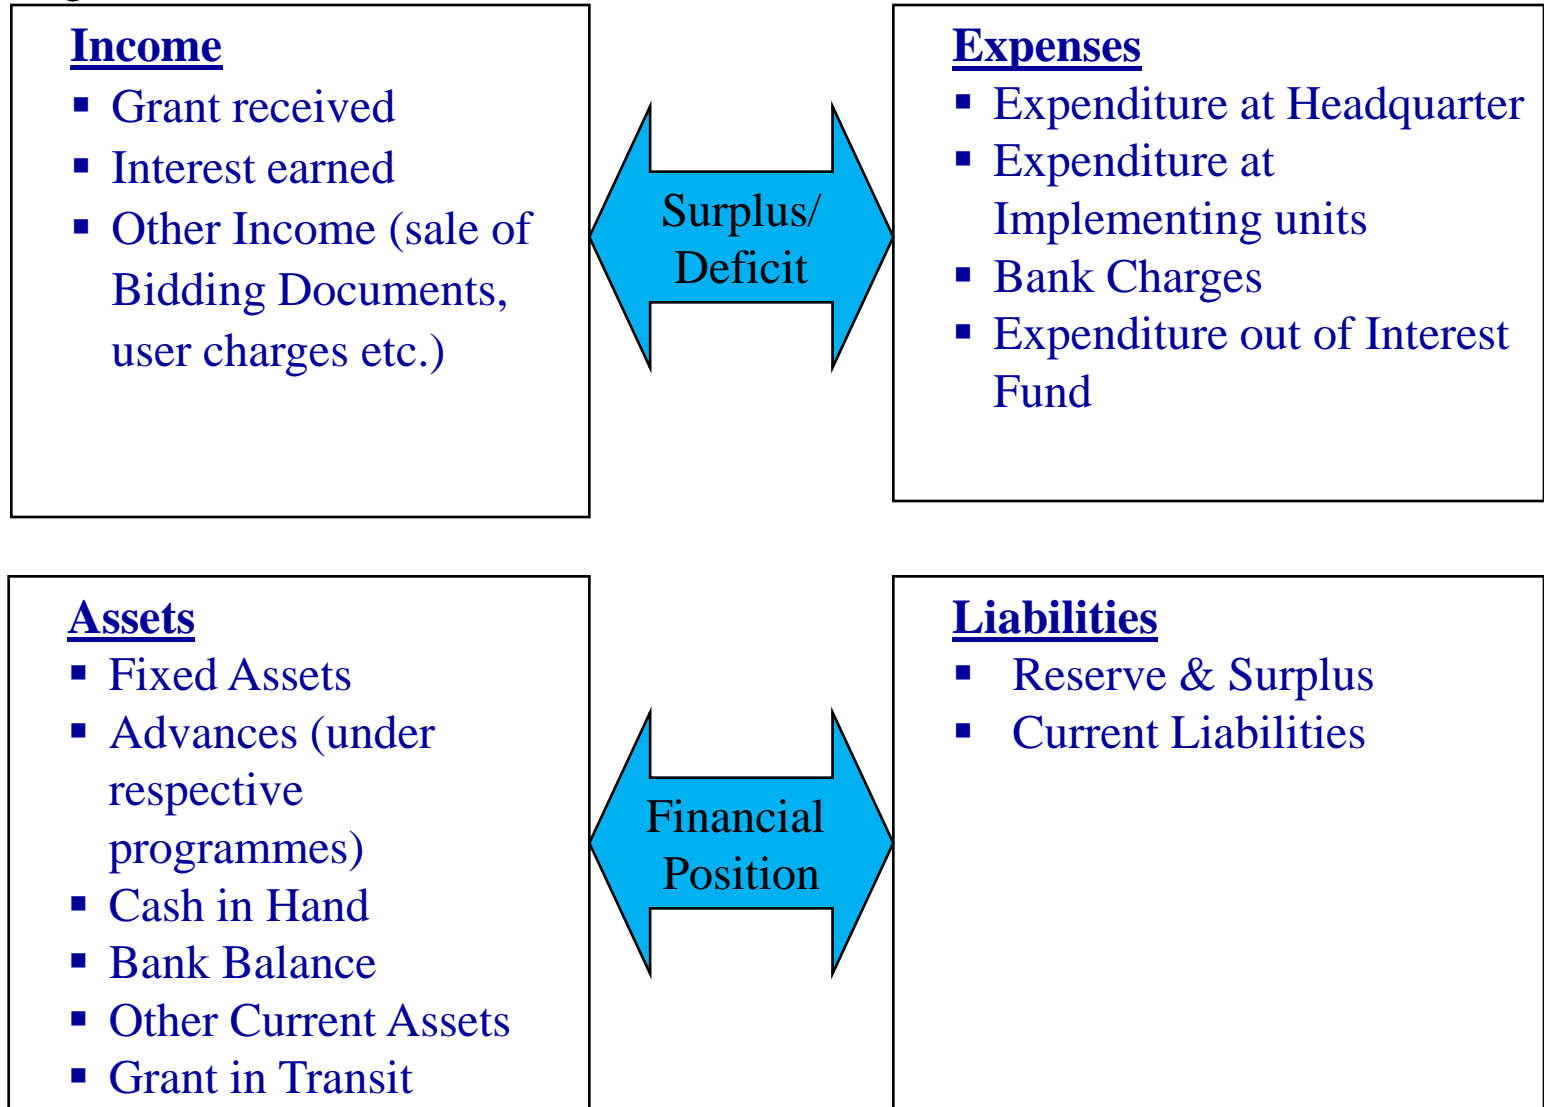 Income
▪ Grant received
▪ Interest earned
▪ Other Income (sale of
Bidding Documents,
user charges etc.)
Surplus/
Deficit
Expenses
▪ Expenditure at Headquarter
▪ Expenditure at
Implementing units
▪ Bank Charges
▪ Expenditure out of Interest
Fund
Assets
▪ Fixed Assets
▪ Advances (under
respective
programmes)
▪ Cash in Hand
▪ Bank Balance
▪ Other Current Assets
▪ Grant in Transit
Financial
Position
Liabilities
▪ Reserve & Surplus
▪ Current Liabilities